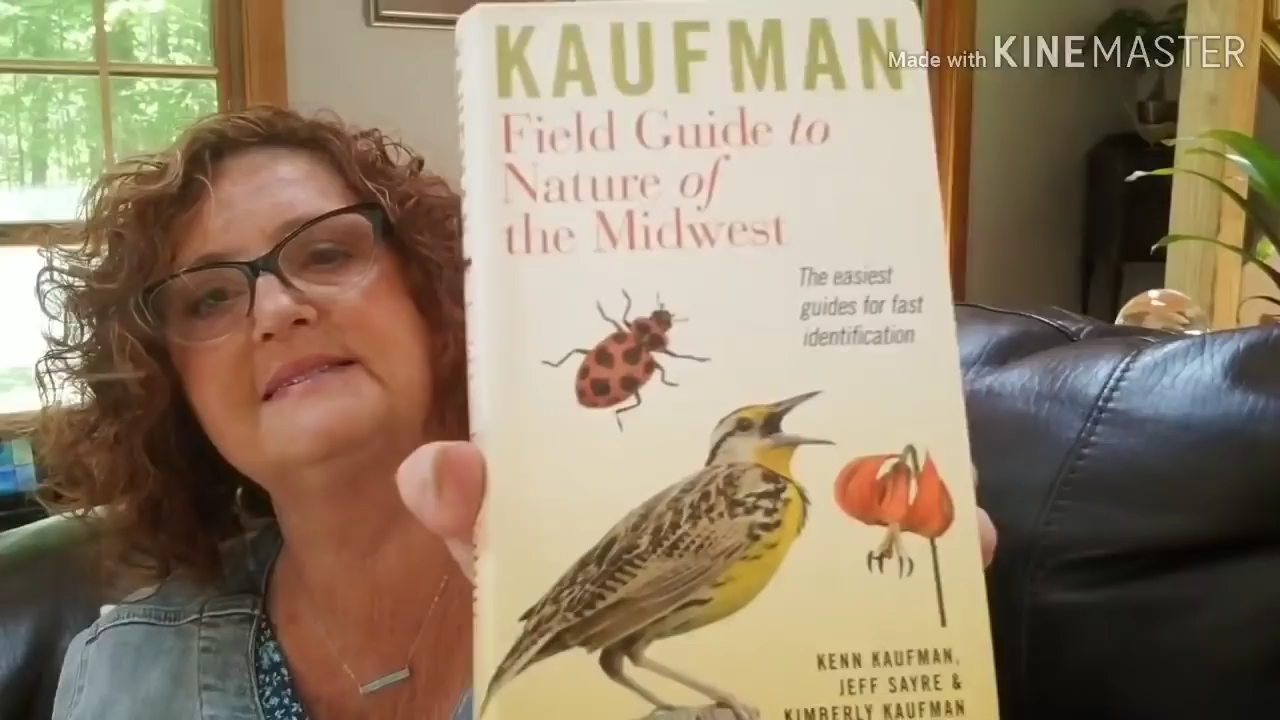 KAUFMAN
Made with KINEMASTER
Field Guide to
Nature of
the Midwest
The easiest
guides for fast
identification
KENN KAUFMAN,
JEFF SAYRE &
KIMBERLY KAUFMAN